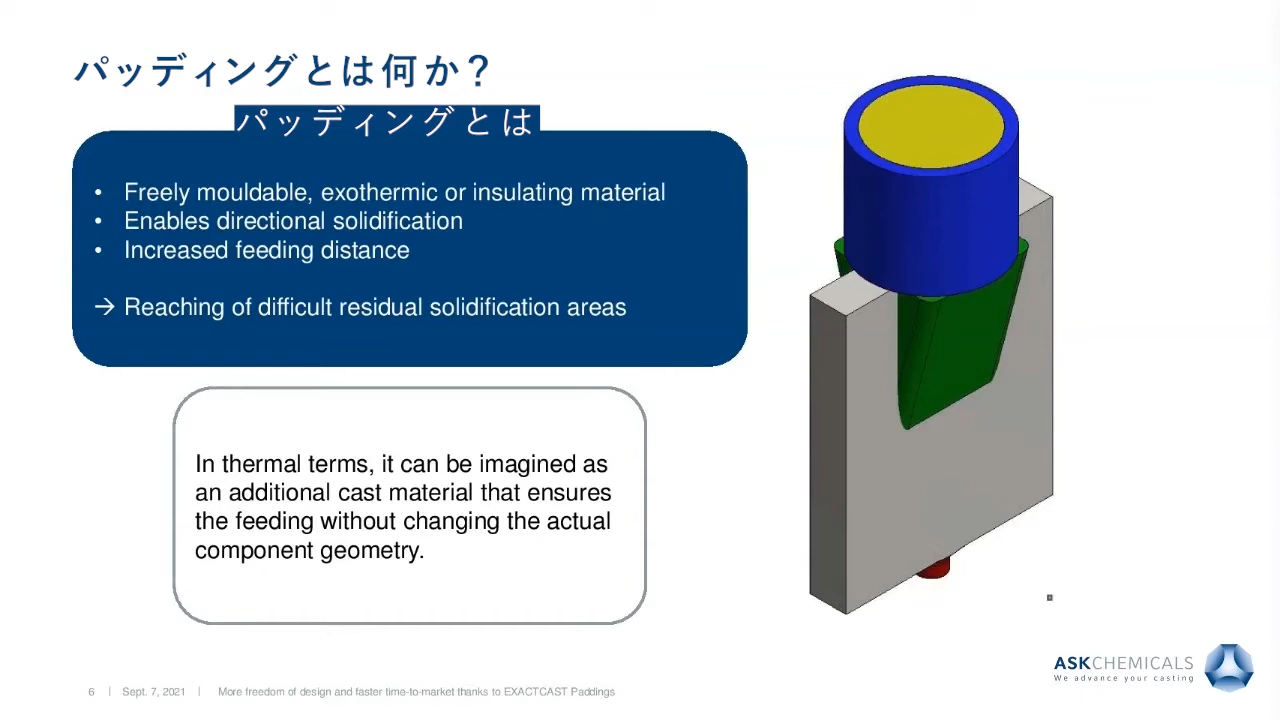 パッディングとは何か？
パッディングとは
• Freely mouldable, exothermic or insulating material
• Enables directional solidification
• Increased feeding distance
→ Reaching of difficult residual solidification areas
In thermal terms, it can be imagined as
an additional cast material that ensures
the feeding without changing the actual
component geometry.
ASKCHEMICALS
We advance your casting
6 | Sept. 7, 2021 | More freedom of design and faster time-to-market thanks to EXACTCAST Paddings